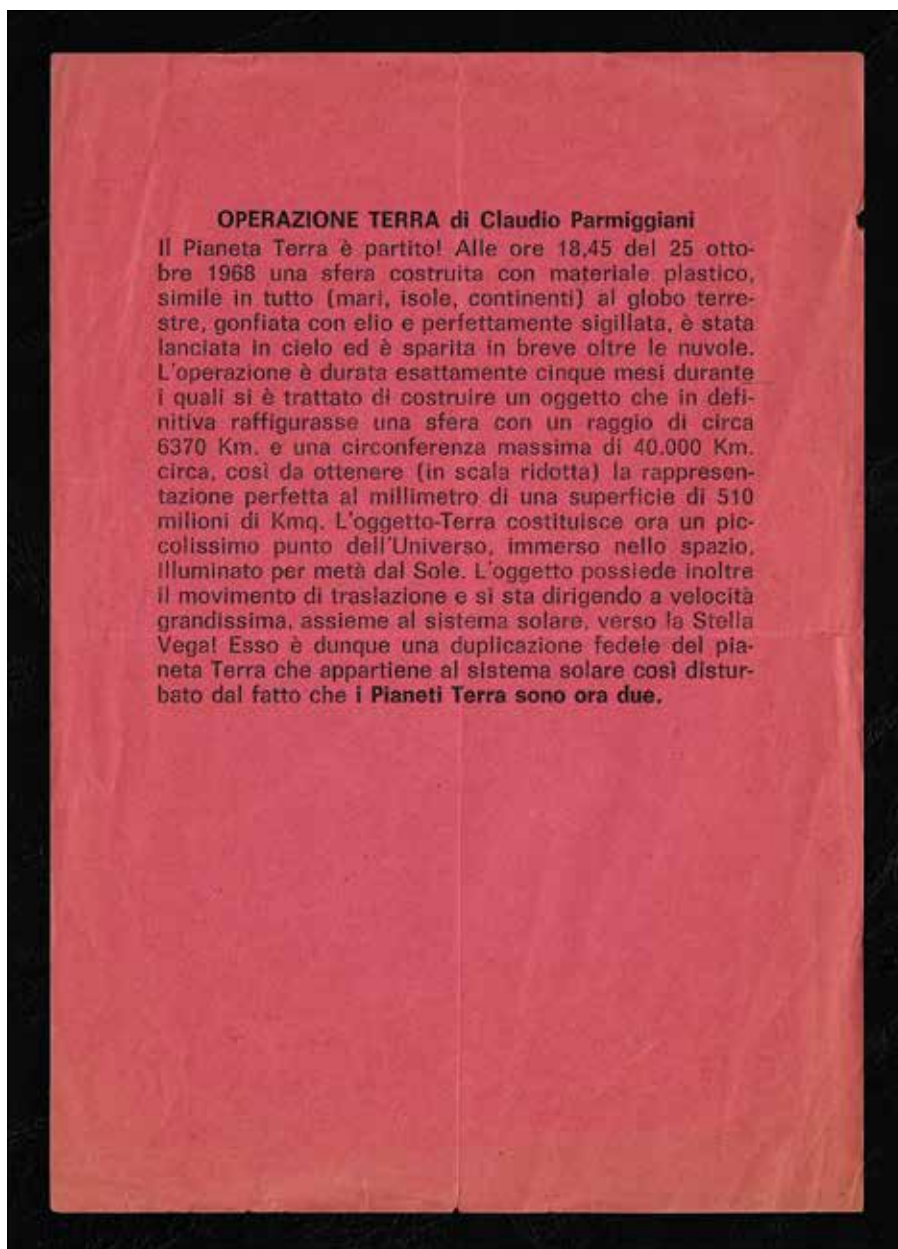 OPERAZIONE TERRA di Claudio Parmiggiani
Il Pianeta Terra è partito! Alle ore 18,45 del 25 otto-
bre 1968 una sfera costruita con materiale plastico,
simile in tutto (mari, isole, continenti) al globo terre-
stre, gonfiata con elio e perfettamente sigillata, è stata
lanciata in cielo ed è sparita in breve oltre le nuvole.
L'operazione è durata esattamente cinque mesi durante
i quali si è trattato di costruire un oggetto che in defi-
nitiva raffigurasse una sfera con un raggio di circa
6370 Km. e una circonferenza massima di 40.000 Km.
circa, così da ottenere (in scala ridotta) la rappresen-
tazione perfetta al millimetro di una superficie di 510
milioni di Kmq. L'oggetto-Terra costituisce ora un pic-
colissimo punto dell'Universo, immerso nello spazio,
illuminato per metà dal Sole. L'oggetto possiede inoltre
il movimento di traslazione e si sta dirigendo a velocità
grandissima, assieme al sistema solare, verso la Stella
Vega! Esso è dunque una duplicazione fedele del pia-
neta Terra che appartiene al sistema solare così distur-
bato dal fatto che i Pianeti Terra sono ora due.